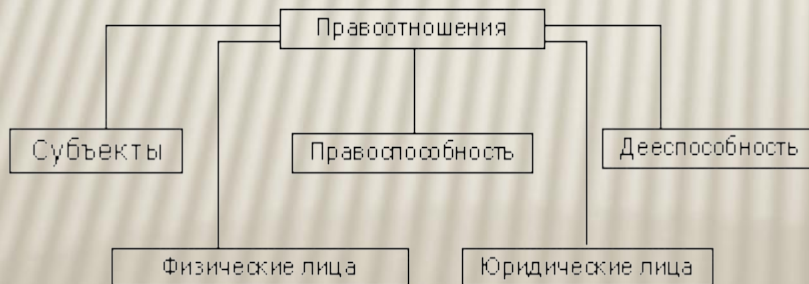 Правоотношения
Субъекты
Правоспособность
Дееспособность
Физические лица
Юридические лица